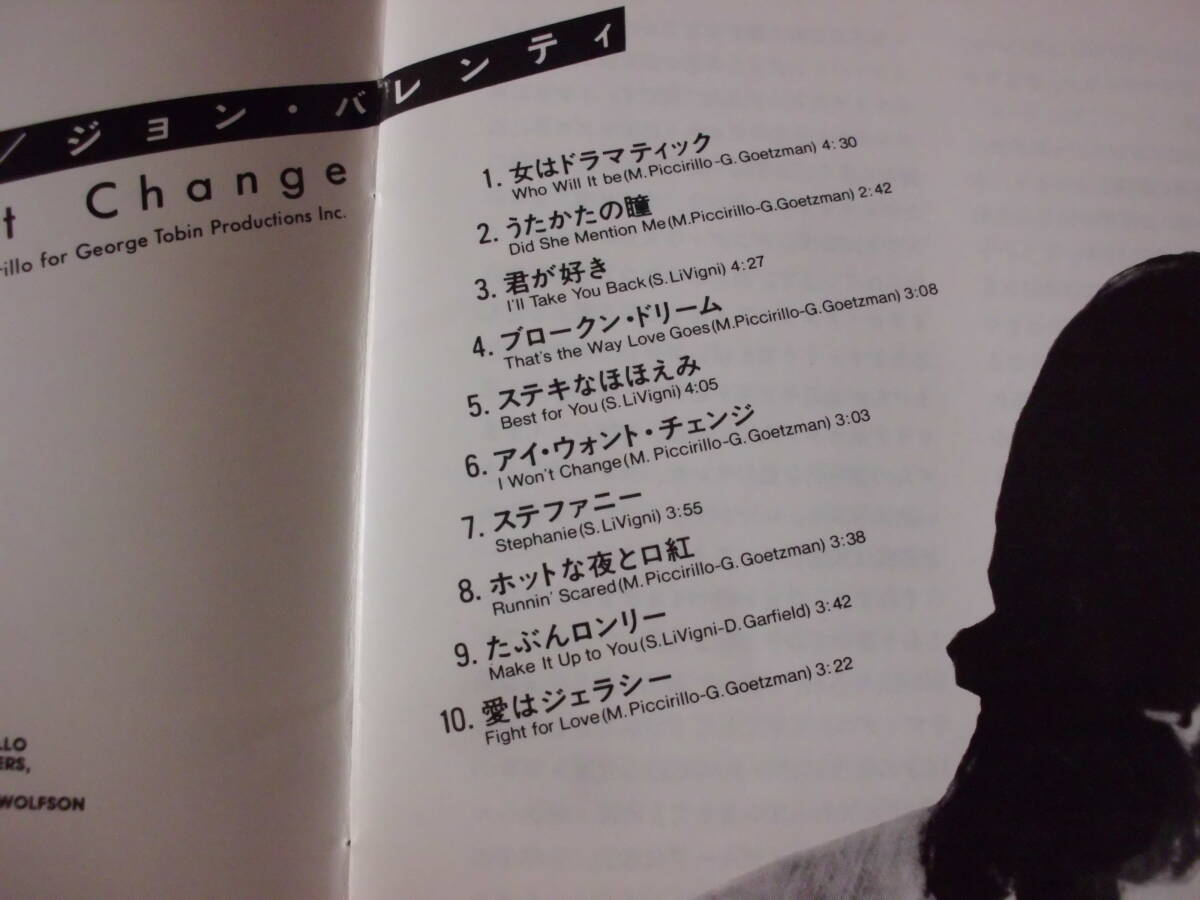 ／ジョン・バレンティ
t Change
rillo for George Tobin Productions Inc.
LLO
ERS,
WOLFSON
1. 女はドラマティック
Who Will It be(M. Piccirillo-G. Goetzman) 4:30
2. うたかたの瞳
Did She Mention Me(M.Piccirillo-G.Goetzman) 2:42
3. 君が好き
I'll Take You Back(S.LiVigni) 4:27
4. ブロークン・ドリーム
That's the Way Love Goes(M.Piccirillo-G.Goetzman) 3:08
5. ステキなほほえみ
Best for You(S.LiVigni) 4:05
6. アイ・ウォント・チェンジ
I Won't Change(M. Piccirillo-G. Goetzman) 3:03
7. ステファニー
Stephanie(S.LiVigni) 3:55
8. ホットな夜と口紅
Runnin' Scared(M. Piccirillo-G. Goetzman) 3:38
9. たぶんロンリー
Make It Up to You(S.LiVigni-D. Garfield) 3:42
10. 愛はジェラシー
Fight for Love(M. Piccirillo-G. Goetzman) 3:22